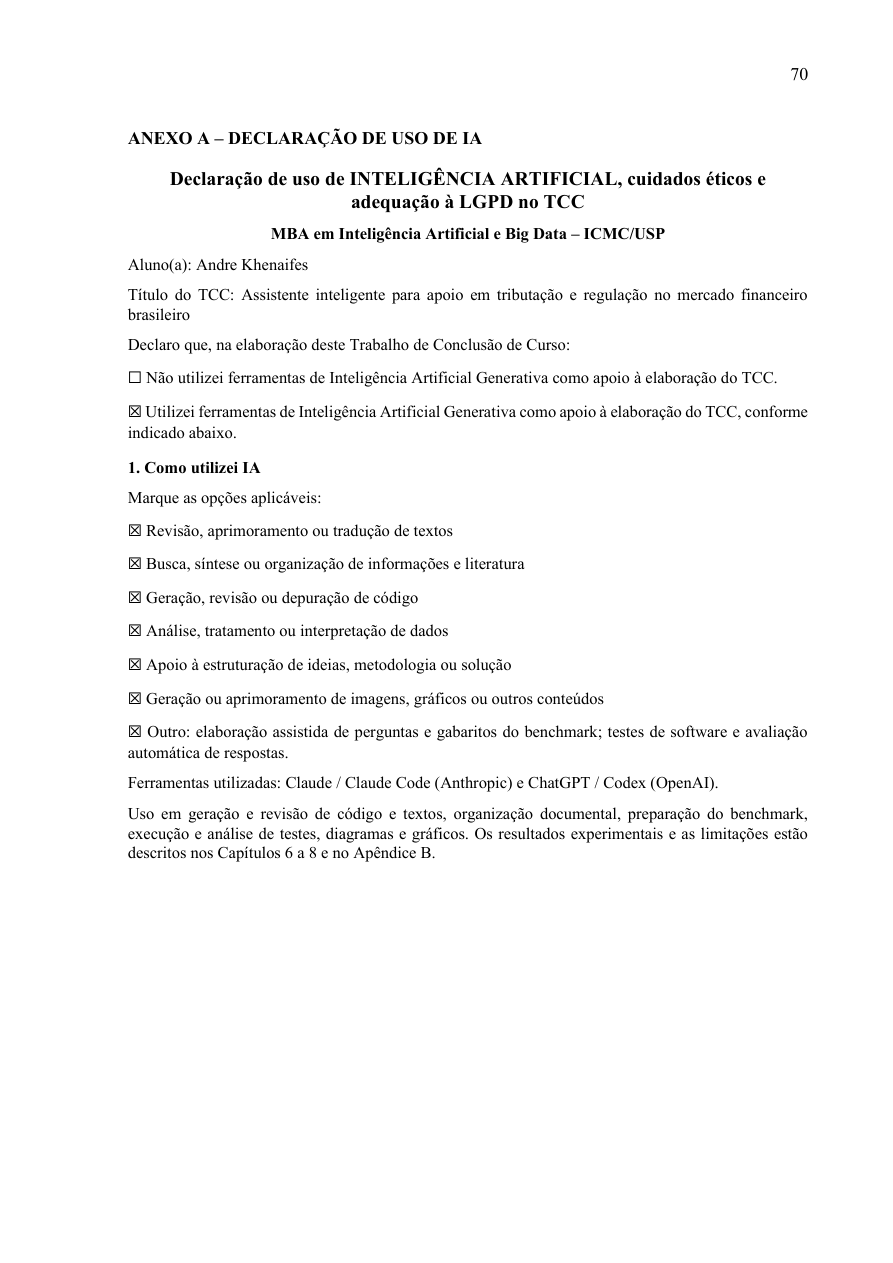 70
ANEXO A – DECLARAÇÃO DE USO DE IA
Declaração de uso de INTELIGÊNCIA ARTIFICIAL, cuidados éticos e
adequação à LGPD no TCC
MBA em Inteligência Artificial e Big Data – ICMC/USP
Aluno(a): Andre Khenaifes
Título do TCC: Assistente inteligente para apoio em tributação e regulação no mercado financeiro
brasileiro
Declaro que, na elaboração deste Trabalho de Conclusão de Curso:
☐ Não utilizei ferramentas de Inteligência Artificial Generativa como apoio à elaboração do TCC.
☒ Utilizei ferramentas de Inteligência Artificial Generativa como apoio à elaboração do TCC, conforme
indicado abaixo.
1. Como utilizei IA
Marque as opções aplicáveis:
☒ Revisão, aprimoramento ou tradução de textos
☒ Busca, síntese ou organização de informações e literatura
☒ Geração, revisão ou depuração de código
☒ Análise, tratamento ou interpretação de dados
☒ Apoio à estruturação de ideias, metodologia ou solução
☒ Geração ou aprimoramento de imagens, gráficos ou outros conteúdos
☒ Outro: elaboração assistida de perguntas e gabaritos do benchmark; testes de software e avaliação
automática de respostas.
Ferramentas utilizadas: Claude / Claude Code (Anthropic) e ChatGPT / Codex (OpenAI).
Uso em geração e revisão de código e textos, organização documental, preparação do benchmark,
execução e análise de testes, diagramas e gráficos. Os resultados experimentais e as limitações estão
descritos nos Capítulos 6 a 8 e no Apêndice B.